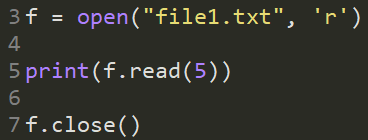 3 f = open("file1.txt", 'r')
4
5 print(f.read(5))
6
7 f.close()